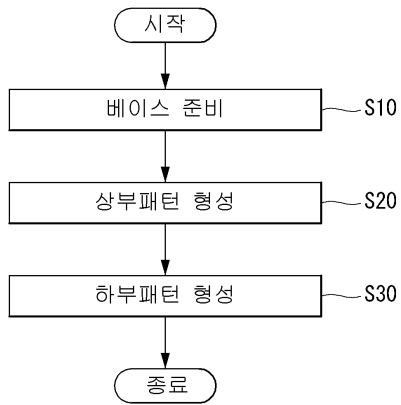 시작
베이스 준비
S10
상부패턴 형성
S20
하부패턴 형성
S30
종료